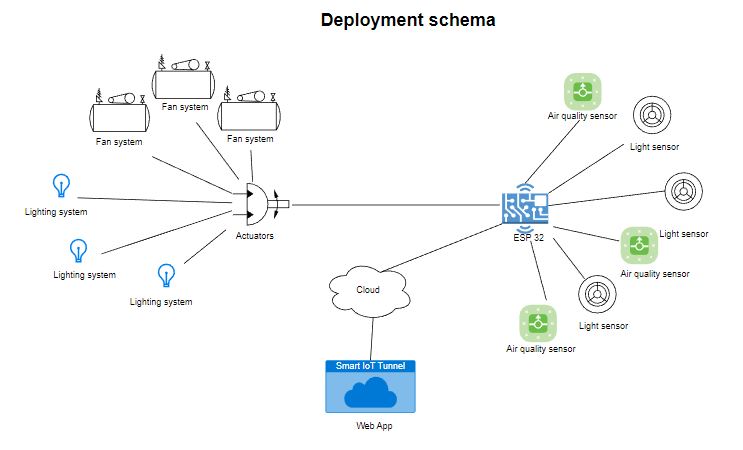 Deployment schema
Fan system
Fan system
Fan system
Air quality sensor
Light sensor
Lighting system
Actuators
ESP 32
Light sensor
Lighting system
Air quality sensor
Cloud
Lighting system
Light sensor
Air quality sensor
Smart IoT Tunnel
Web App